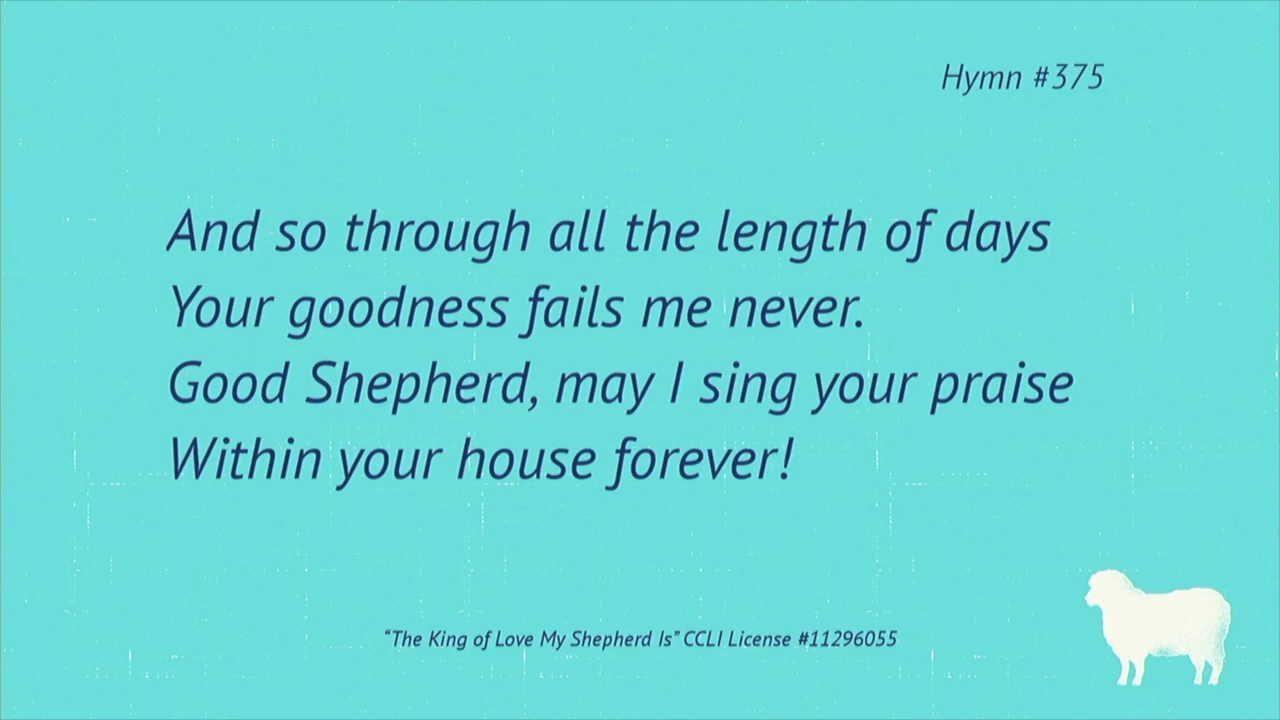 Hymn #375
And so through all the length of days
Your goodness fails me never.
Good Shepherd, may I sing your praise
Within your house forever!
“The King of Love My Shepherd Is” CCLI License #11296055